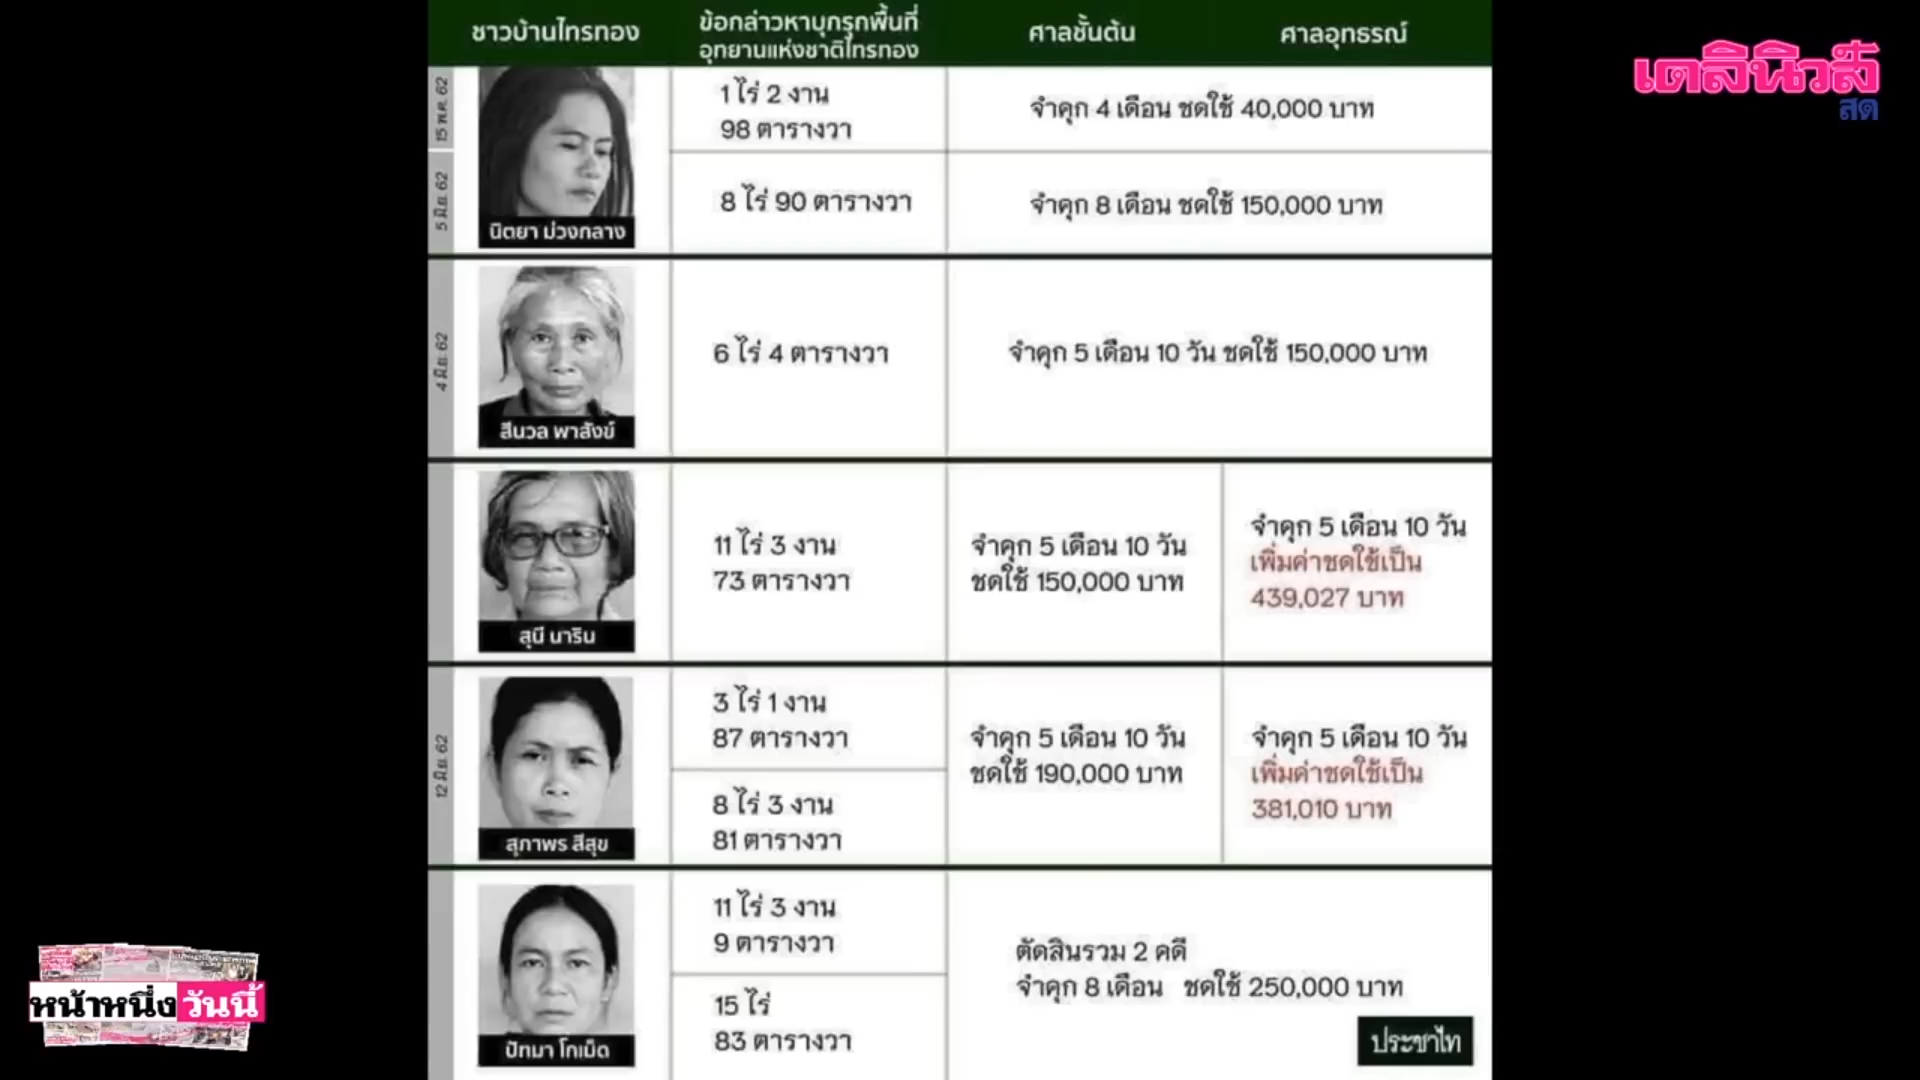 ชาวบ้านไทรทอง
ข้อกล่าวหาบุกรุกพื้นที่
อุทยานแห่งชาติไทรทอง
ศาลชั้นต้น
ศาลอุทธรณ์
เดลินิวส์
สด
15 พ.ค. 62
1 ไร่ 2 งาน
98 ตารางวา
จำคุก 4 เดือน ชดใช้ 40,000 บาท
5 มิ.ย. 62
8 ไร่ 90 ตารางวา
จำคุก 8 เดือน ชดใช้ 150,000 บาท
นิตยา ม่วงกลาง
4 มิ.ย. 62
6 ไร่ 4 ตารางวา
จำคุก 5 เดือน 10 วัน ชดใช้ 150,000 บาท
สีนวล พาสังข์
11 ไร่ 3 งาน
73 ตารางวา
จำคุก 5 เดือน 10 วัน
ชดใช้ 150,000 บาท
จำคุก 5 เดือน 10 วัน
เพิ่มค่าชดใช้เป็น
439,027 บาท
สุนี นาริน
12 มิ.ย. 62
3 ไร่ 1 งาน
87 ตารางวา
8 ไร่ 3 งาน
81 ตารางวา
จำคุก 5 เดือน 10 วัน
ชดใช้ 190,000 บาท
จำคุก 5 เดือน 10 วัน
เพิ่มค่าชดใช้เป็น
381,010 บาท
สุภาพร สีสุข
11 ไร่ 3 งาน
9 ตารางวา
15 ไร่
83 ตารางวา
ตัดสินรวม 2 คดี
จำคุก 8 เดือน ชดใช้ 250,000 บาท
ปัทมา โกเม็ด
ประชาไท
หน้าหนึ่ง วันนี้